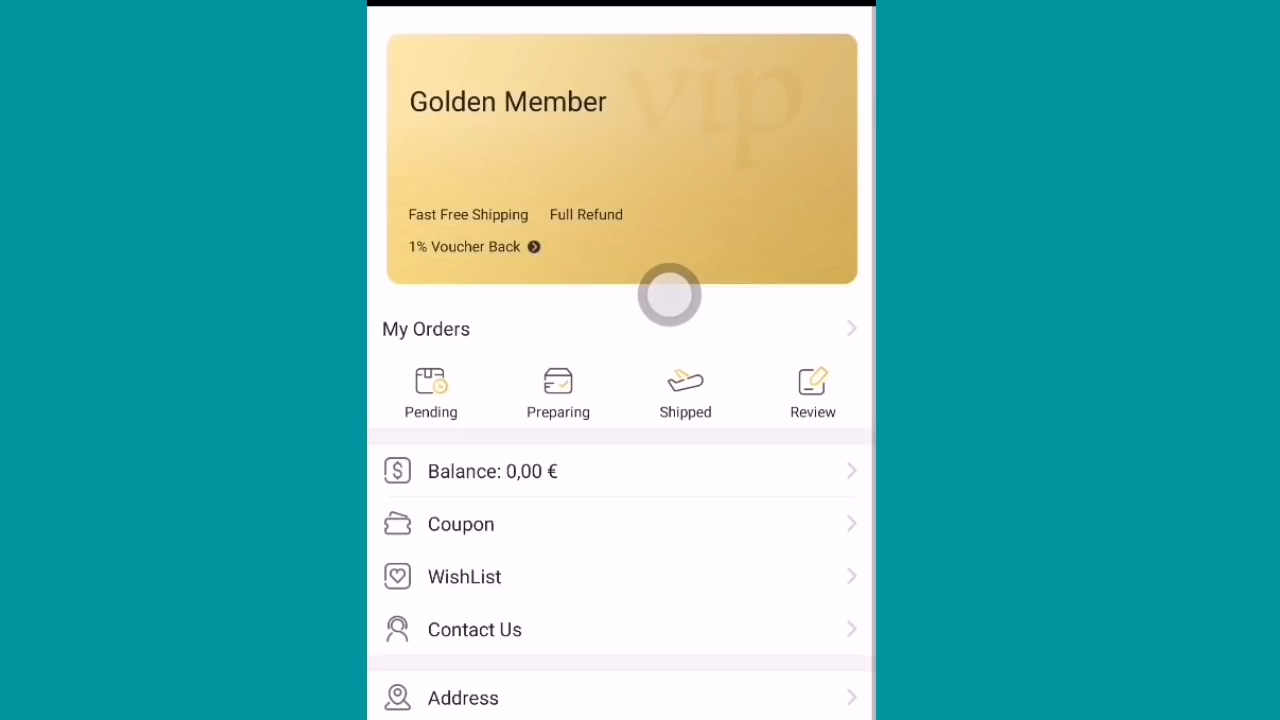 vip
Golden Member
Fast Free Shipping Full Refund
1% Voucher Back
My Orders
Pending Preparing Shipped Review
Balance: 0,00 €
Coupon
WishList
Contact Us
Address